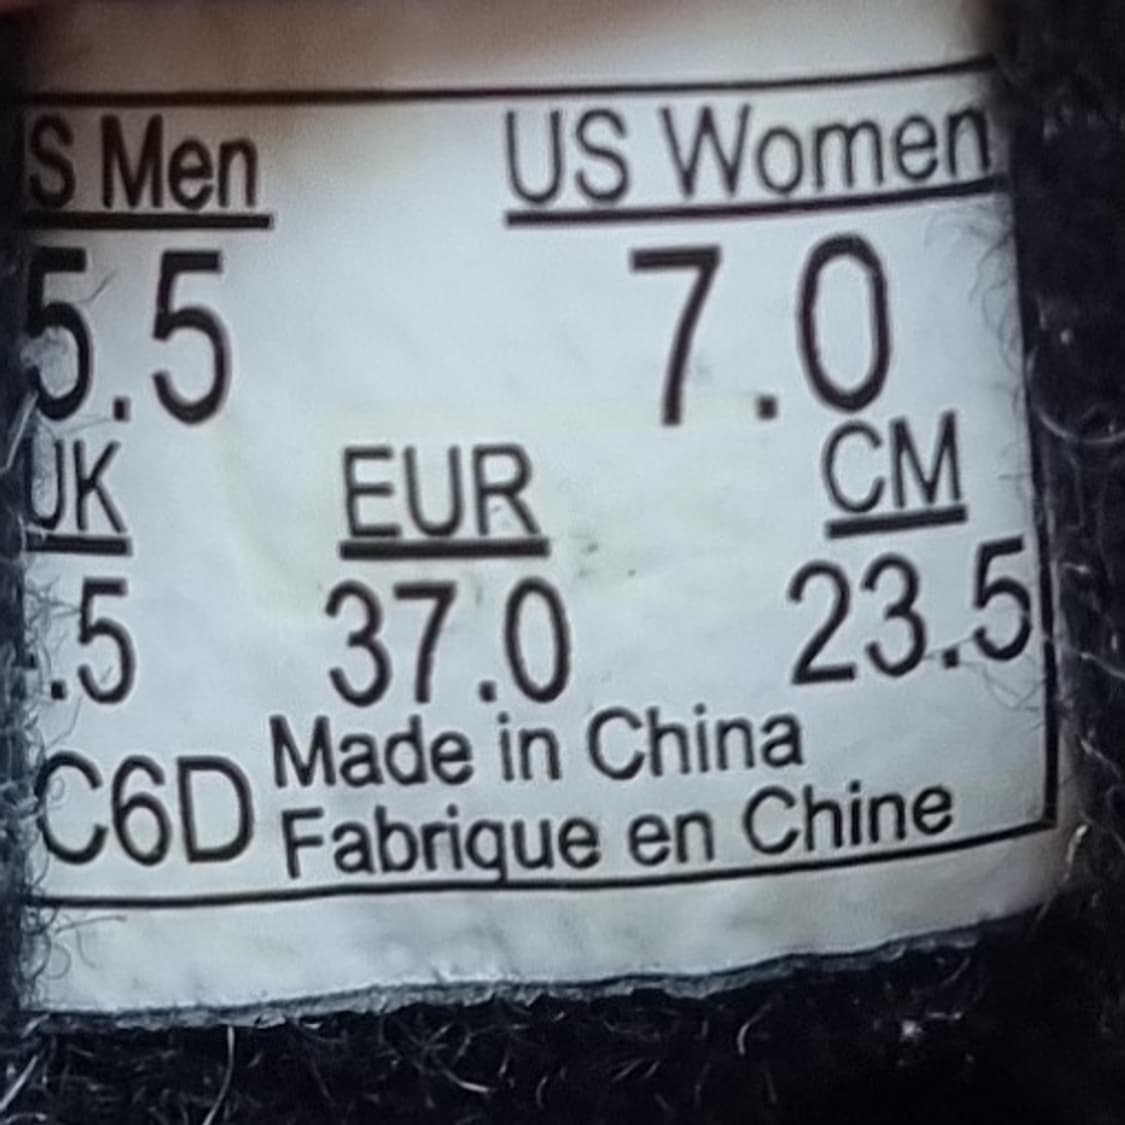 S Men US Women
5.5 7.0
UK EUR CM
.5 37.0 23.5
C6D Made in China
Fabrique en Chine